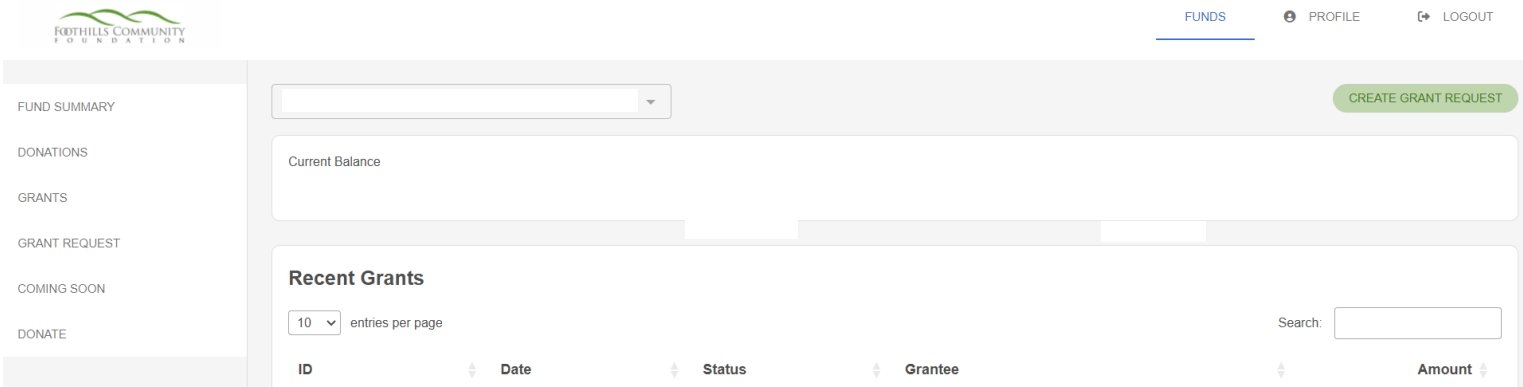 FOOTHILLS COMMUNITY
FOUNDATION
FUNDS
PROFILE
LOGOUT
FUND SUMMARY
DONATIONS
GRANTS
GRANT REQUEST
COMING SOON
DONATE
CREATE GRANT REQUEST
Current Balance
Recent Grants
10 entries per page
Search:
ID Date Status Grantee Amount